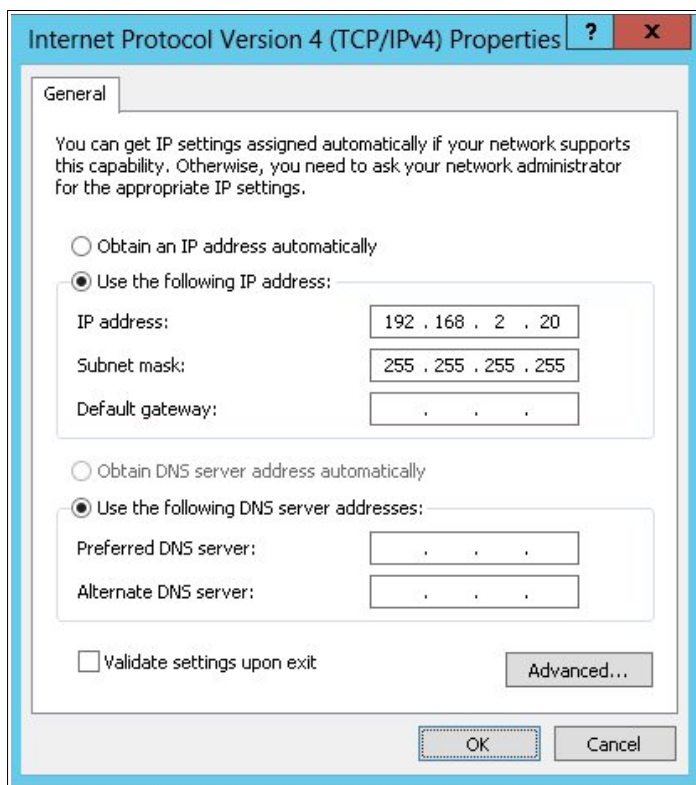 Internet Protocol Version 4 (TCP/IPv4) Properties ? x
General
You can get IP settings assigned automatically if your network supports
this capability. Otherwise, you need to ask your network administrator
for the appropriate IP settings.
Obtain an IP address automatically
Use the following IP address:
IP address: 192 . 168 . 2 . 20
Subnet mask: 255 . 255 . 255 . 255
Default gateway: . . .
Obtain DNS server address automatically
Use the following DNS server addresses:
Preferred DNS server: . . .
Alternate DNS server: . . .
Validate settings upon exit
Advanced...
OK Cancel